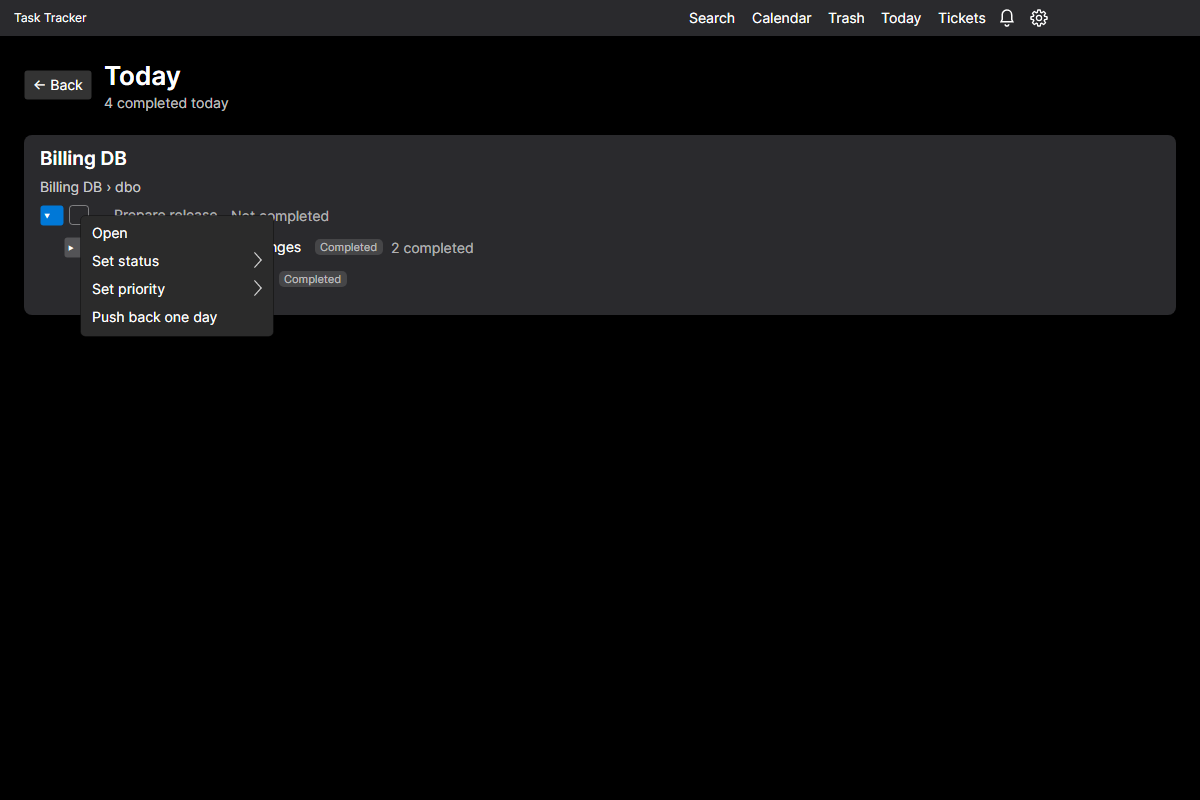 Task Tracker
Search Calendar Trash Today Tickets
← Back
Today
4 completed today
Billing DB
Billing DB › dbo
Prepare release Not completed
Open
Set status
Completed 2 completed
Set priority
Completed
Push back one day